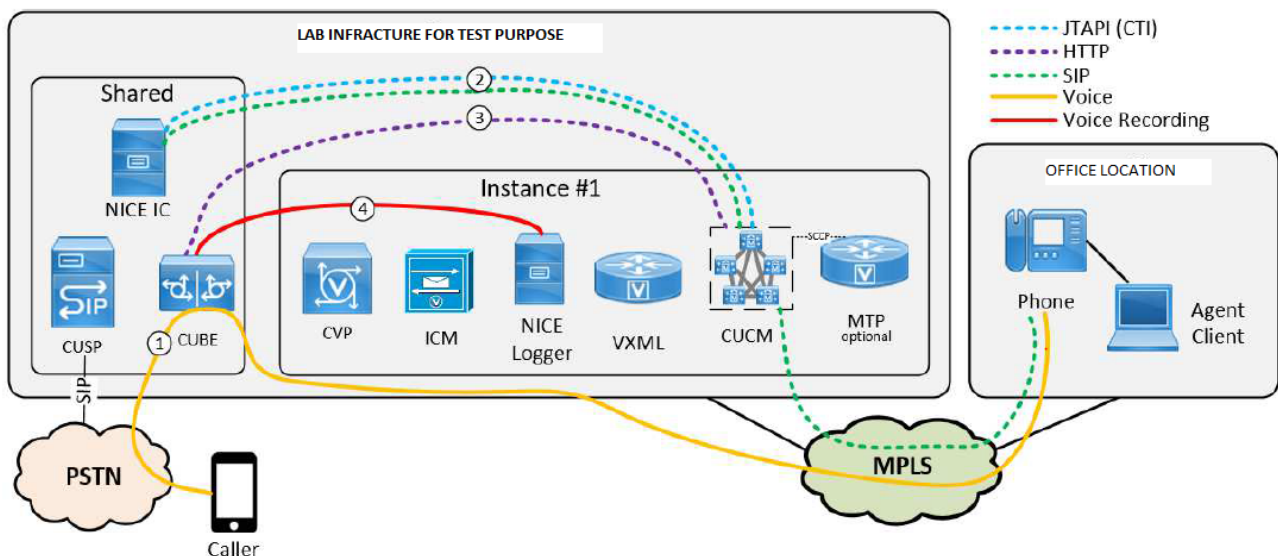 LAB INFRACTURE FOR TEST PURPOSE
JTAPI (CTI)
HTTP
SIP
Voice
Voice Recording
Shared
2
3
NICE IC
OFFICE LOCATION
Instance #1
4
SCCP
SIP
V
V
V
V
CUSP
1
CUBE
CVP
ICM
NICE
Logger
VXML
CUCM
MTP
optional
Phone
Agent
Client
SIP
PSTN
MPLS
Caller